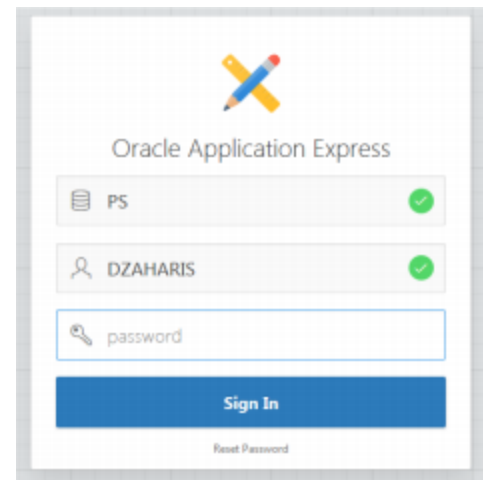 Oracle Application Express
PS
DZAHARIS
password
Sign In
Reset Password